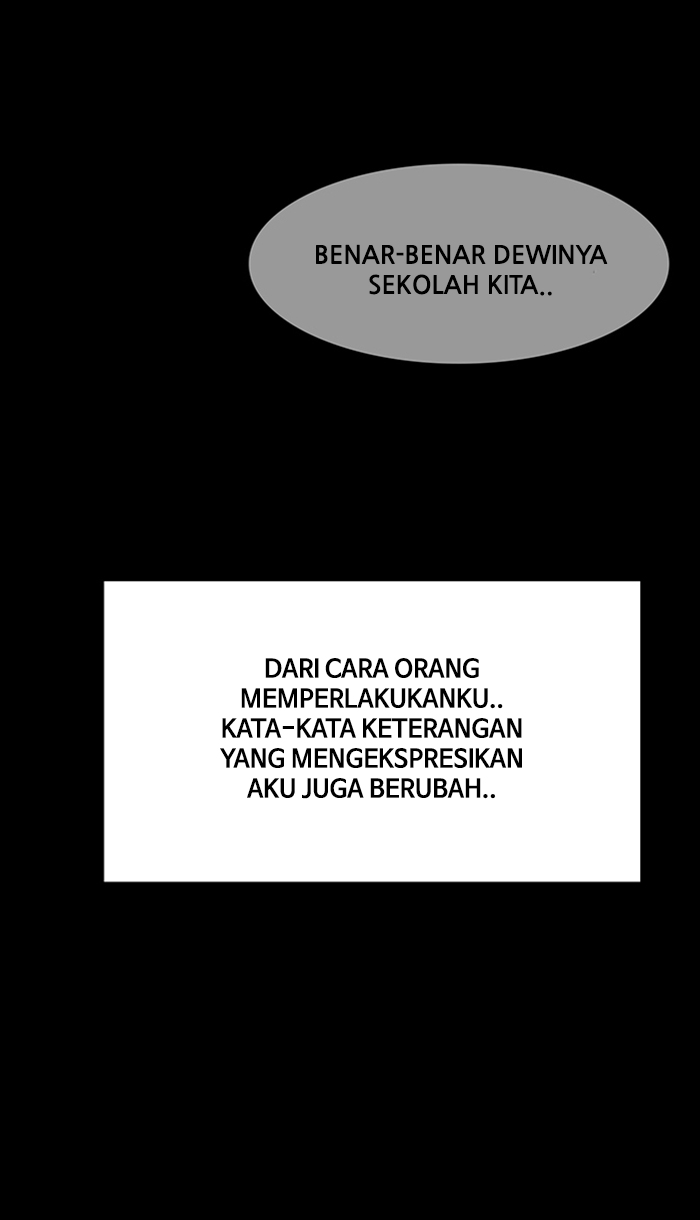 BENAR-BENAR DEWINYA
SEKOLAH KITA..
DARI CARA ORANG
MEMPERLAKUKANKU..
KATA-KATA KETERANGAN
YANG MENGEKSPRESIKAN
AKU JUGA BERUBAH..